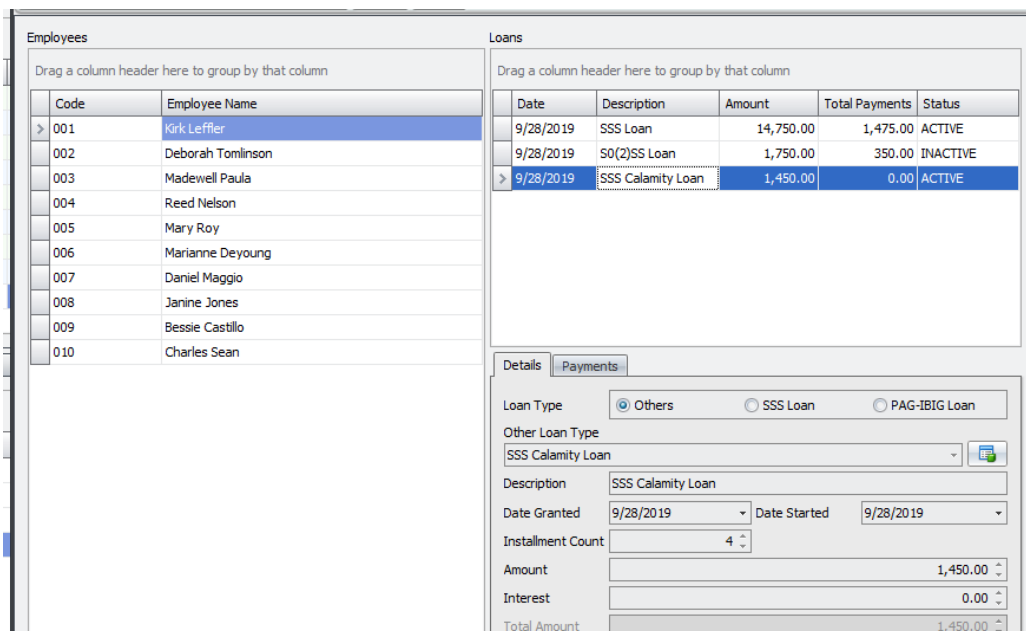 Employees
Drag a column header here to group by that column
Code Employee Name
001 Kirk Leffler
002 Deborah Tomlinson
003 Madewell Paula
004 Reed Nelson
005 Mary Roy
006 Marianne Deyoung
007 Daniel Maggio
008 Janine Jones
009 Bessie Castillo
010 Charles Sean
Loans
Drag a column header here to group by that column
Date Description Amount Total Payments Status
9/28/2019 SSS Loan 14,750.00 1,475.00 ACTIVE
9/28/2019 S0(2)SS Loan 1,750.00 350.00 INACTIVE
9/28/2019 SSS Calamity Loan 1,450.00 0.00 ACTIVE
Details Payments
Loan Type Others SSS Loan PAG-IBIG Loan
Other Loan Type
SSS Calamity Loan
Description SSS Calamity Loan
Date Granted 9/28/2019 Date Started 9/28/2019
Installment Count 4
Amount 1,450.00
Interest 0.00
Total Amount 1,450.00